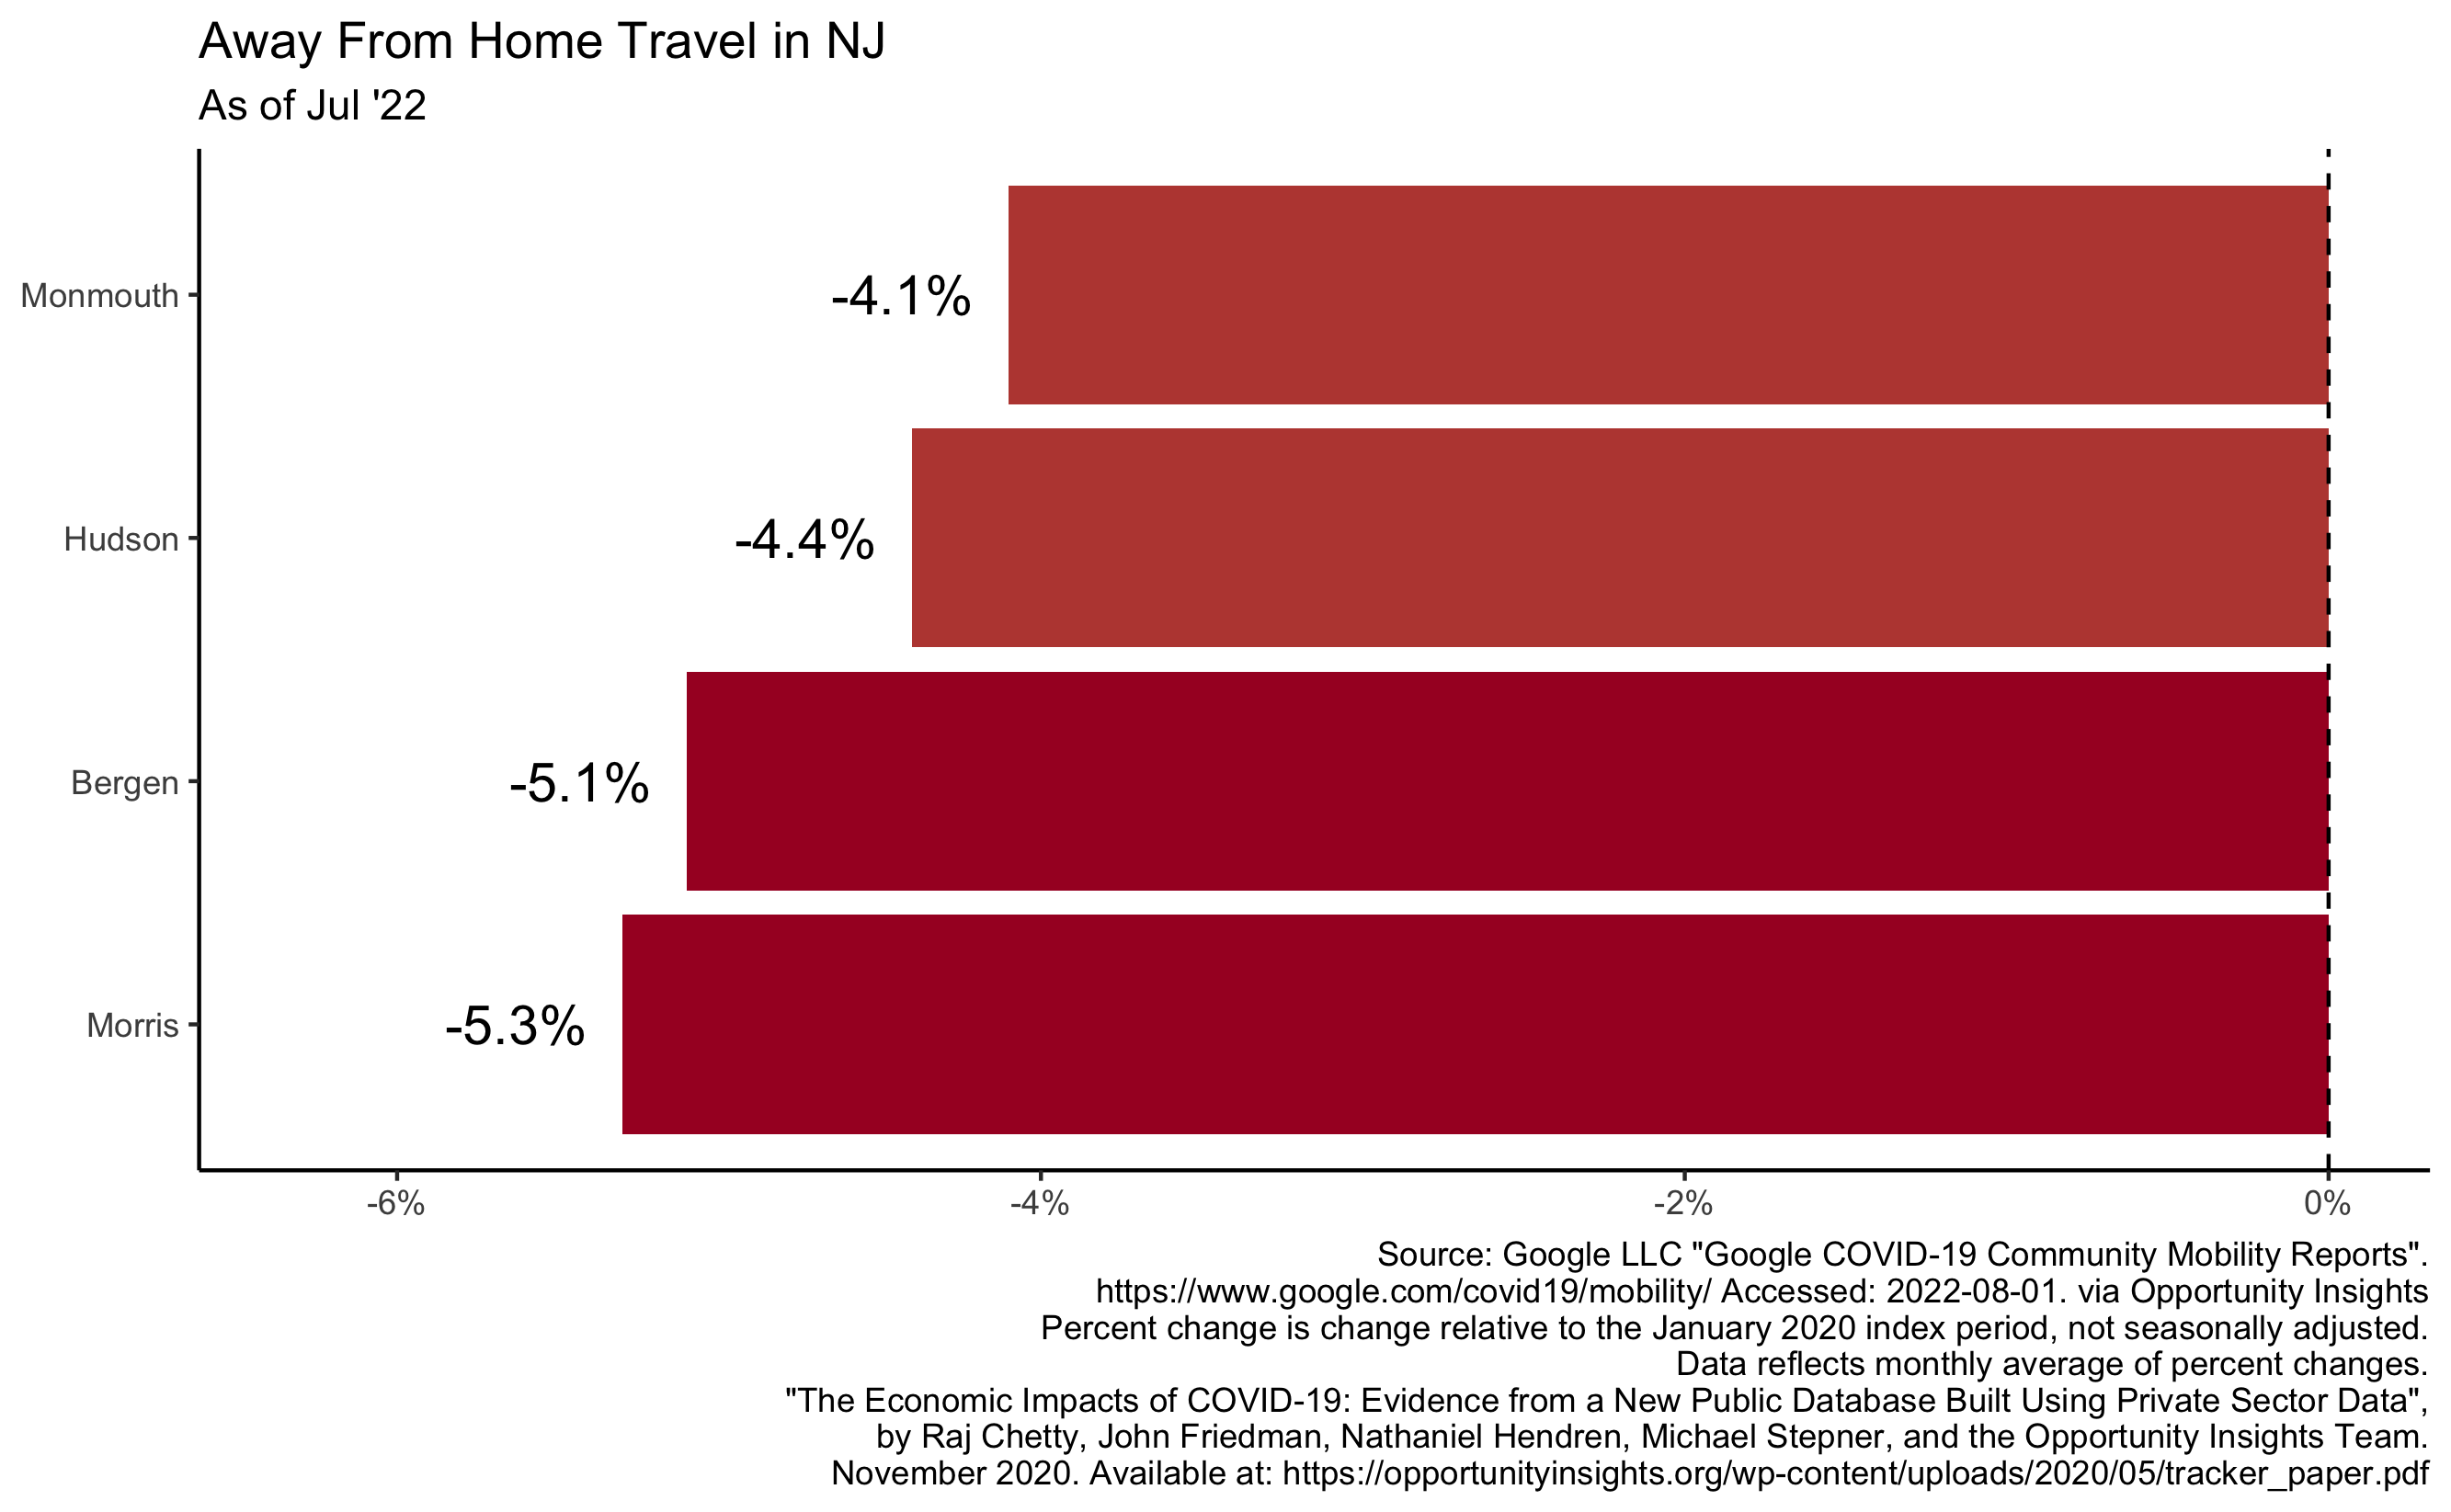 Away From Home Travel in NJ
As of Jul '22
Monmouth
-4.1%
Hudson
-4.4%
Bergen
-5.1%
Morris
-5.3%
-6%
-4%
-2%
0%
Source: Google LLC "Google COVID-19 Community Mobility Reports".
https://www.google.com/covid19/mobility/ Accessed: 2022-08-01. via Opportunity Insights
Percent change is change relative to the January 2020 index period, not seasonally adjusted.
Data reflects monthly average of percent changes.
"The Economic Impacts of COVID-19: Evidence from a New Public Database Built Using Private Sector Data",
by Raj Chetty, John Friedman, Nathaniel Hendren, Michael Stepner, and the Opportunity Insights Team.
November 2020. Available at: https://opportunityinsights.org/wp-content/uploads/2020/05/tracker_paper.pdf